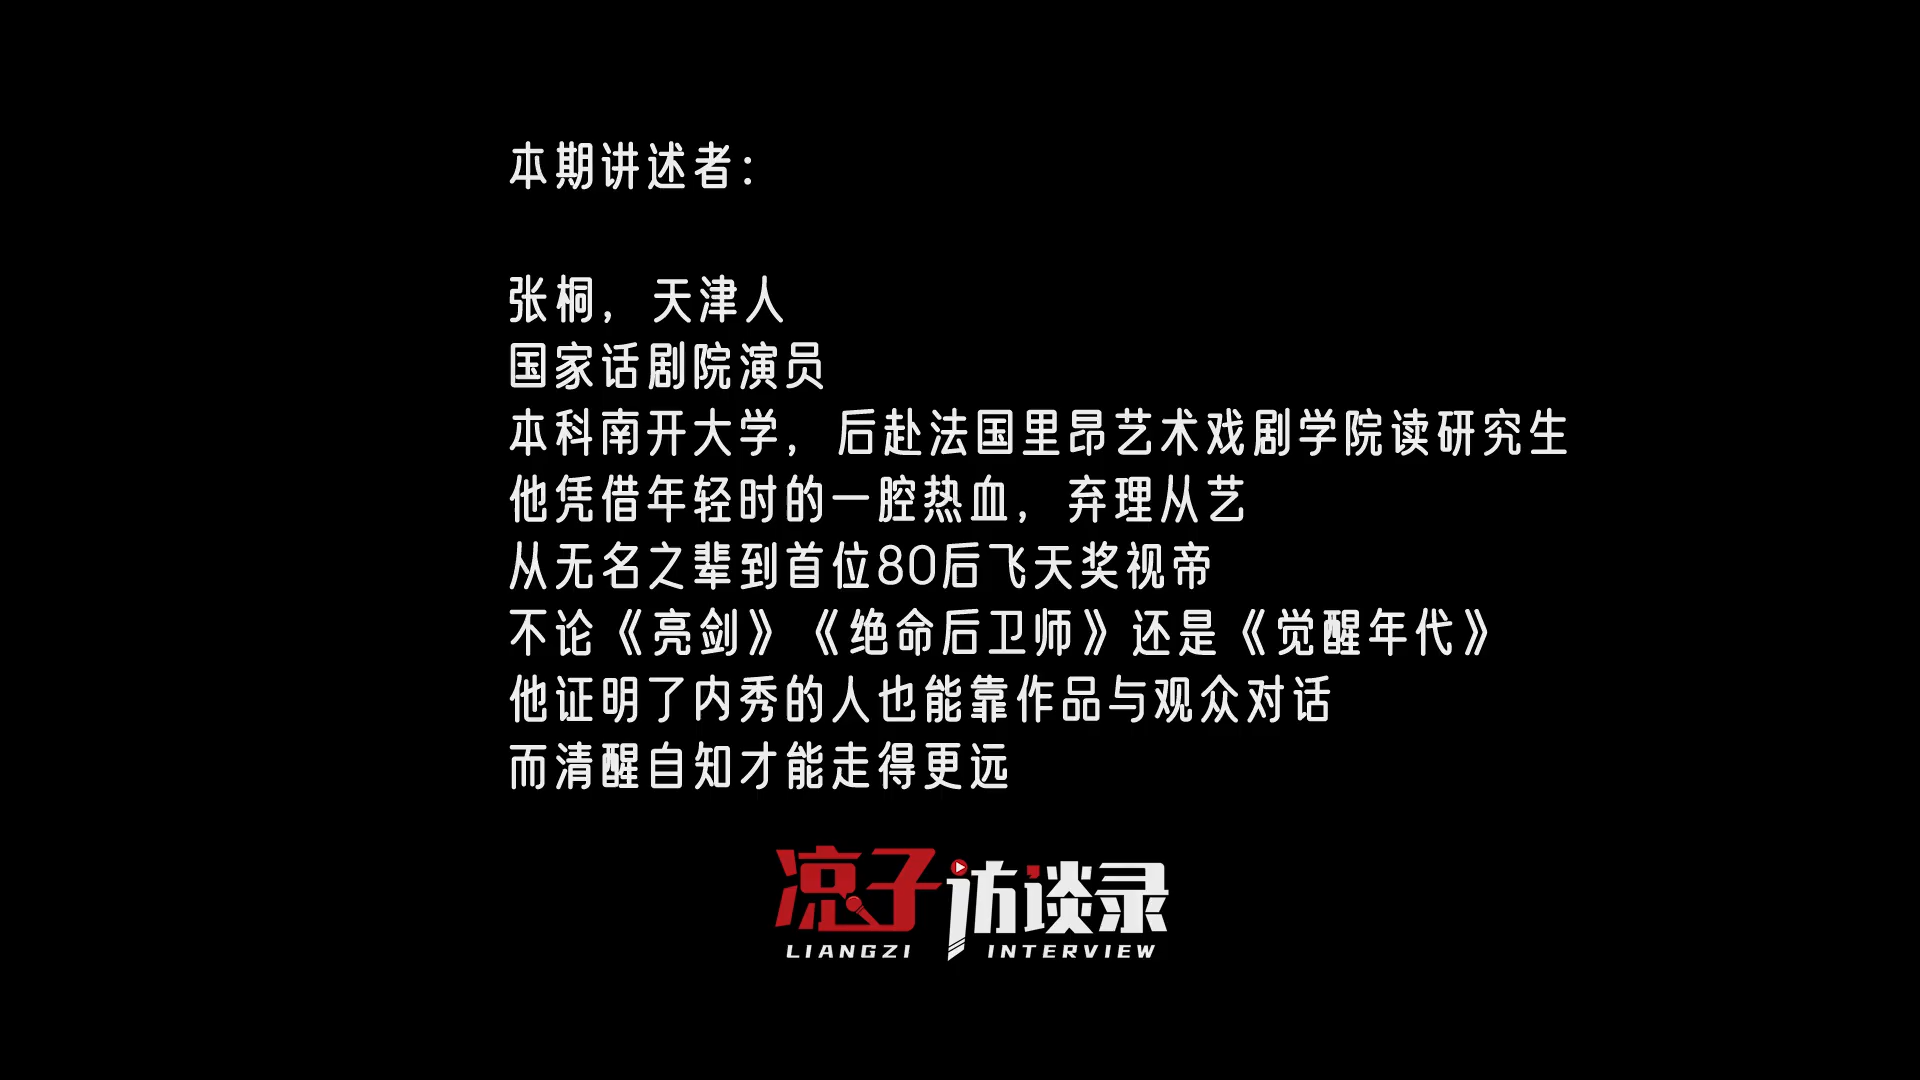 本期讲述者：
张桐，天津人
国家话剧院演员
本科南开大学，后赴法国里昂艺术戏剧学院读研究生
他凭借年轻时的一腔热血，弃理从艺
从无名之辈到首位80后飞天奖视帝
不论《亮剑》《绝命后卫师》还是《觉醒年代》
他证明了内秀的人也能靠作品与观众对话
而清醒自知才能走得更远
凉子访谈录
LIANGZI INTERVIEW